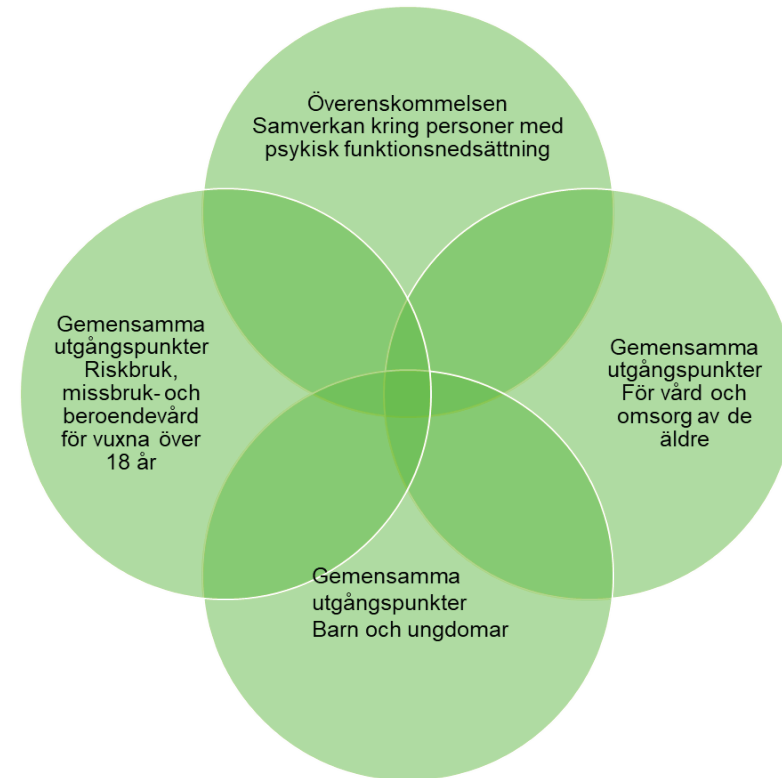 Överenskommelsen
Samverkan kring personer med
psykisk funktionsnedsättning
Gemensamma
utgångspunkter
Riskbruk,
missbruk- och
beroendevård
för vuxna över
18 år
Gemensamma
utgångspunkter
För vård och
omsorg av de
äldre
Gemensamma
utgångspunkter
Barn och ungdomar